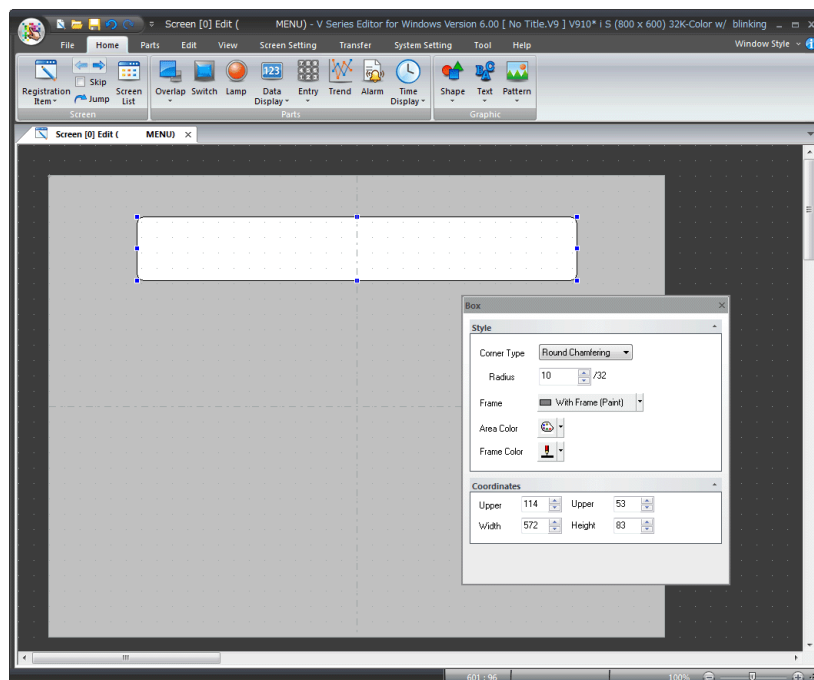 Screen [0] Edit ( MENU) - V Series Editor for Windows Version 6.00 [ No Title.V9 ] V910* i S (800 x 600) 32K-Color w/ blinking
File Home Parts Edit View Screen Setting Transfer System Setting Tool Help Window Style
Registration Item
Skip
Jump
Screen List
Overlap Switch Lamp
123
Data Display
Entry Trend Alarm
Time Display
Shape Text Pattern
Screen Parts Graphic
Screen [0] Edit ( MENU) ×
Box
Style
Corner Type Round Chamfering
Radius 10 /32
Frame With Frame (Paint)
Area Color
Frame Color
Coordinates
Upper 114 Upper 53
Width 572 Height 83
601 : 96 100%